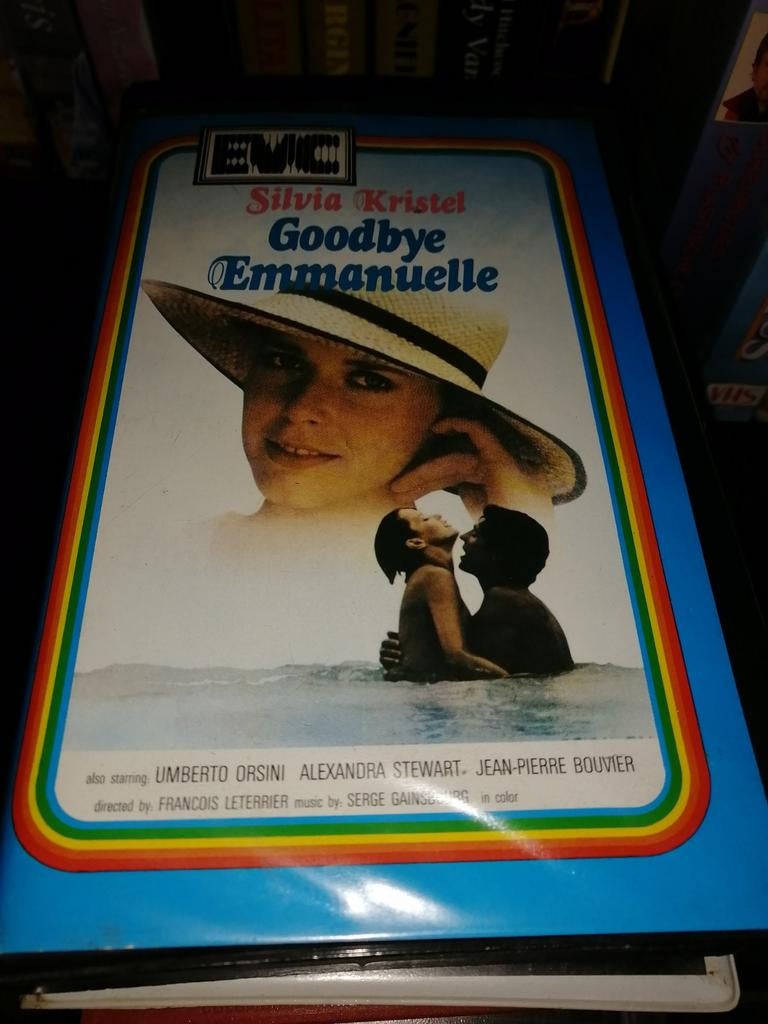 EVC
Silvia Kristel
Goodbye
Emmanuelle
also starring: UMBERTO ORSINI ALEXANDRA STEWART. JEAN-PIERRE BOUVIER
directed by: FRANCOIS LETERRIER music by: SERGE GAINSBOURG in color
VHS